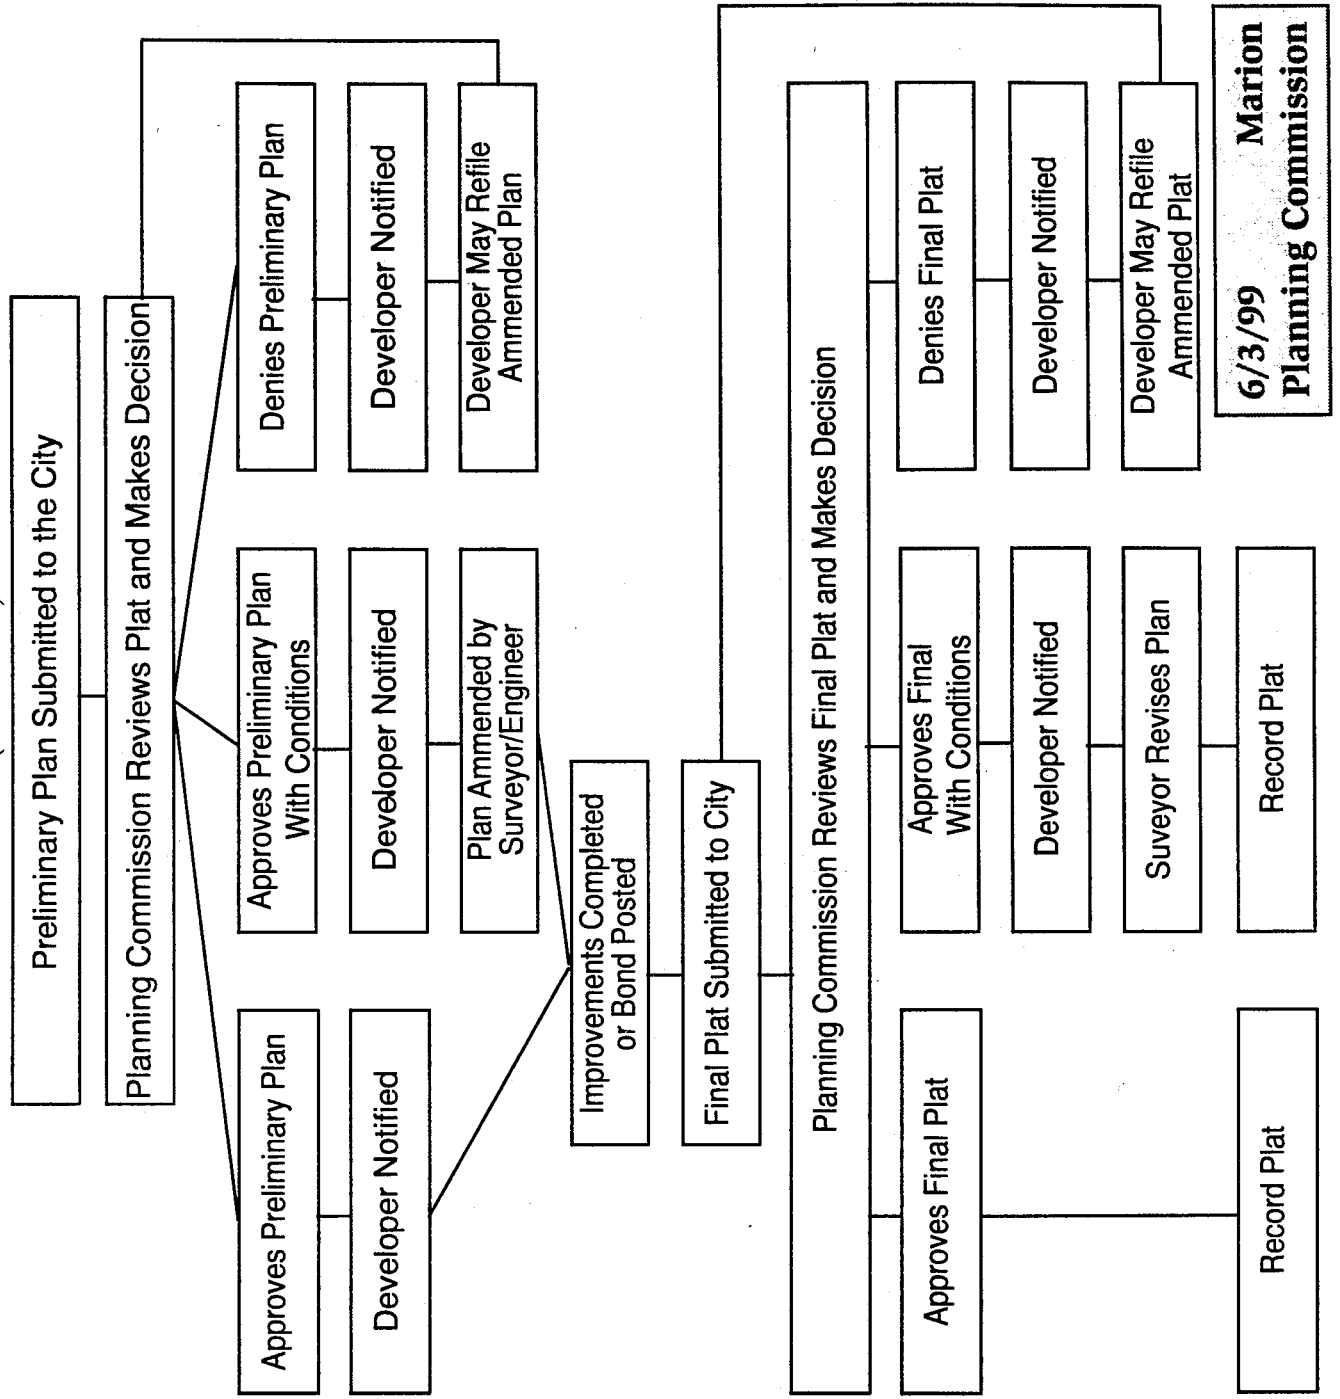 Preliminary Plan Submitted to the City
Planning Commission Reviews Plat and Makes Decision
Approves Preliminary Plan
Approves Preliminary Plan
With Conditions
Denies Preliminary Plan
Developer Notified
Developer Notified
Developer Notified
Plan Ammended by
Surveyor/Engineer
Developer May Refile
Ammended Plan
Improvements Completed
or Bond Posted
Final Plat Submitted to City
Planning Commission Reviews Final Plat and Makes Decision
Approves Final Plat
Approves Final
With Conditions
Denies Final Plat
Developer Notified
Developer Notified
Suveyor Revises Plan
Developer May Refile
Ammended Plat
Record Plat
Record Plat
6/3/99 Marion
Planning Commission